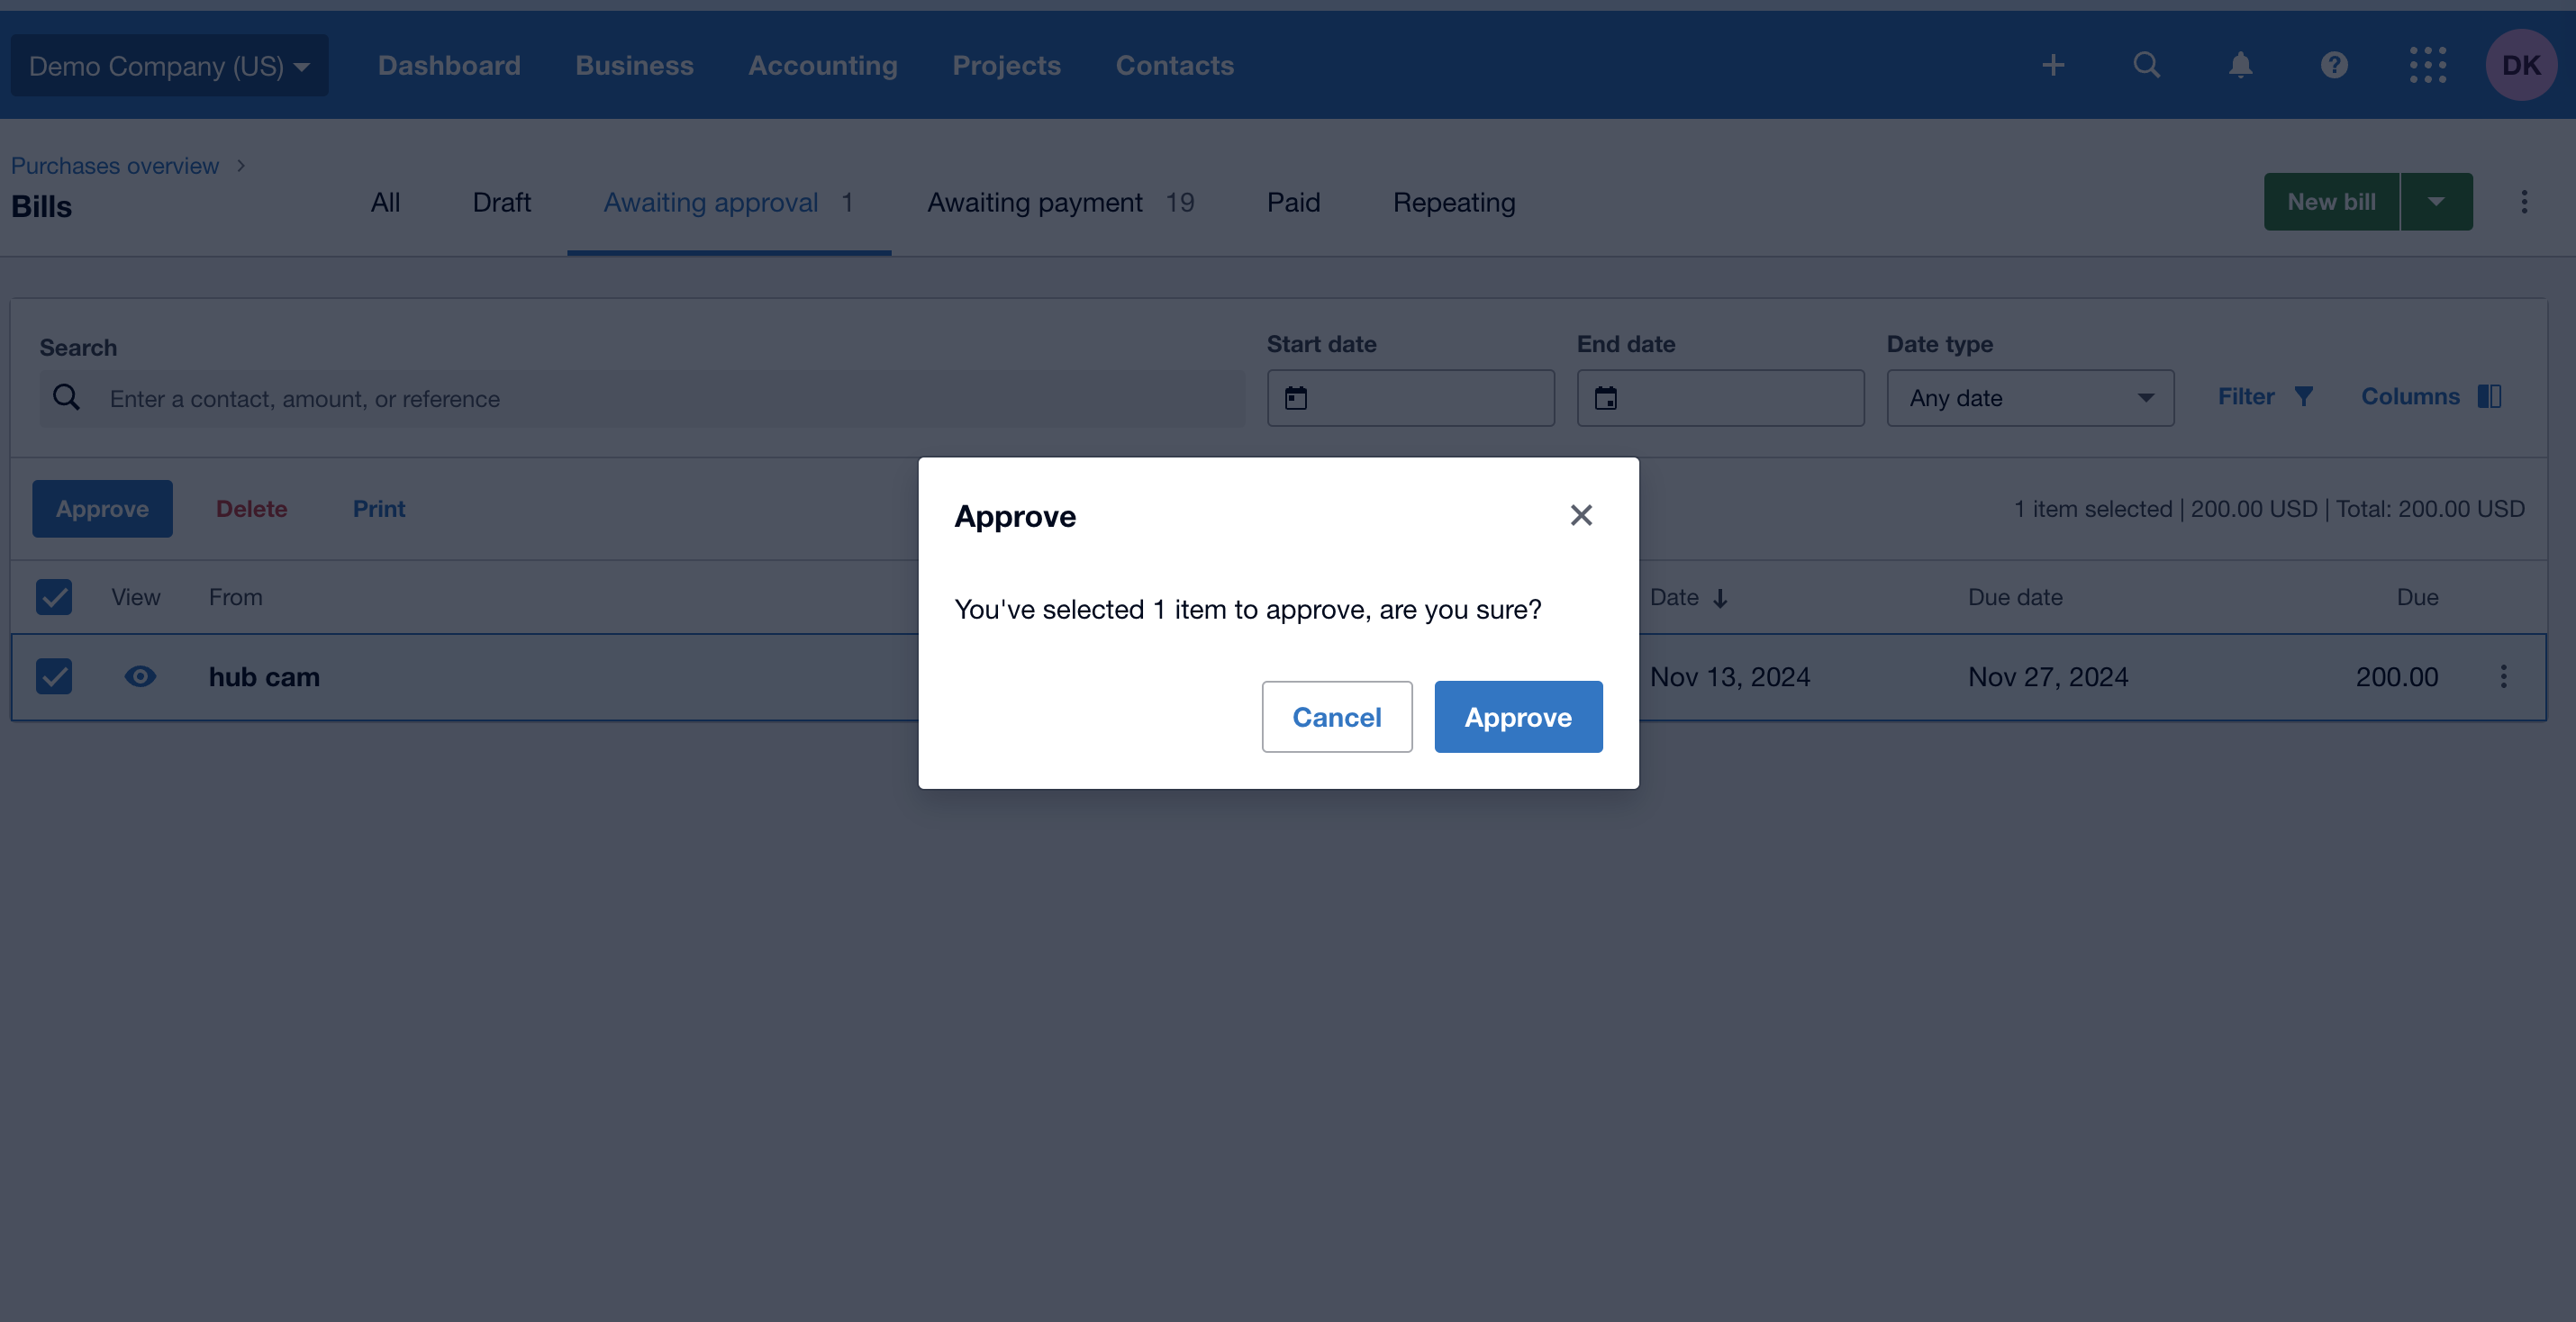 Demo Company (US)
Dashboard
Business
Accounting
Projects
Contacts
DK
Purchases overview
Bills
All
Draft
Awaiting approval 1
Awaiting payment 19
Paid
Repeating
New bill
Search
Enter a contact, amount, or reference
Start date
End date
Date type
Any date
Filter
Columns
Approve
Delete
Print
1 item selected | 200.00 USD | Total: 200.00 USD
View
From
Date
Due date
Due
hub cam
Nov 13, 2024
Nov 27, 2024
200.00
Approve
You've selected 1 item to approve, are you sure?
Cancel
Approve